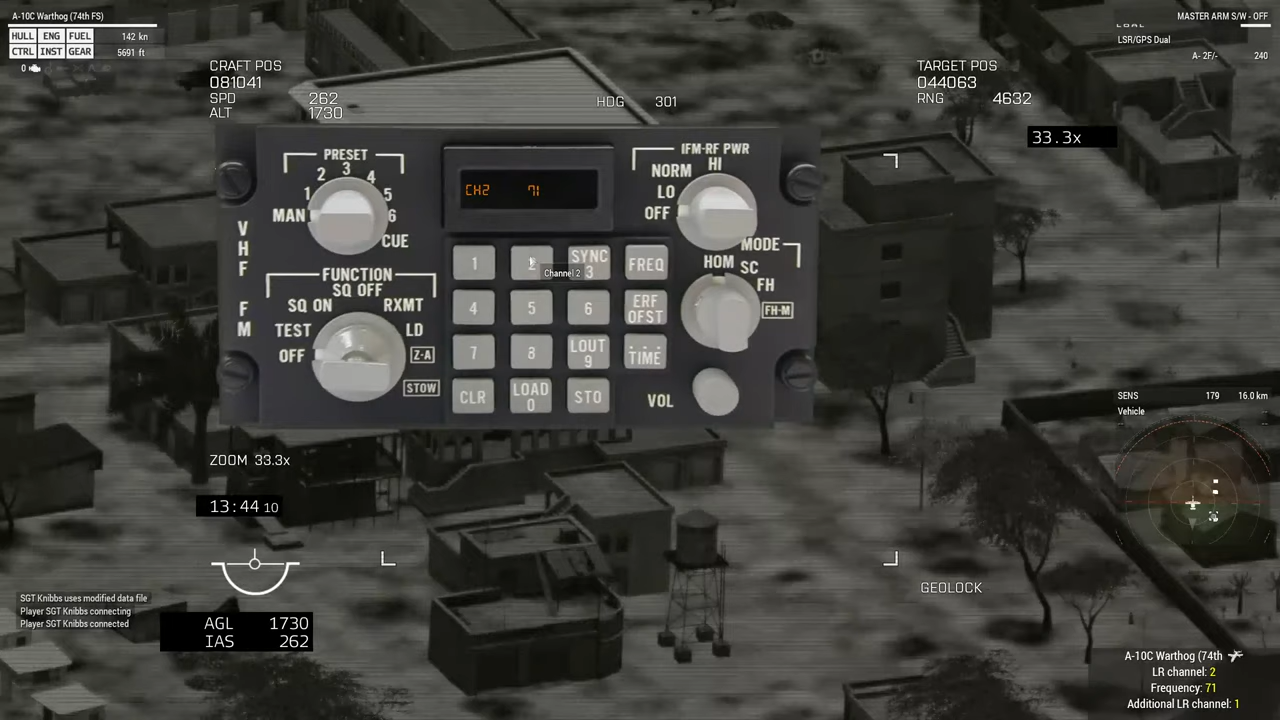 A-10C Warthog (74th FS)
HULL ENG FUEL 142 kn
CTRL INST GEAR 5691 ft
0
MASTER ARM S/W - OFF
LSR/GPS Dual
A- 2F/- 240
CRAFT POS
081041
SPD 262
ALT 1730
HDG 301
TARGET POS
044063
RNG 4632
33.3x
PRESET
MAN 1 2 3 4 5 6 CUE
CH2 71
IFM-RF PWR
OFF LO NORM HI
VHF FM
FUNCTION
OFF TEST SQ ON SQ OFF RXMT LD Z-A STOW
MODE
HOM SC FH FH-M
1 2 SYNC 3 FREQ
Channel 2
4 5 6 ERF OFST
7 8 LOUT 9 TIME
CLR LOAD 0 STO
VOL
ZOOM 33.3x
13:44 10
SENS 179 16.0 km
Vehicle
GEOLOCK
SGT Knibbs uses modified data file
Player SGT Knibbs connecting
Player SGT Knibbs connected
AGL 1730
IAS 262
A-10C Warthog (74th
LR channel: 2
Frequency: 71
Additional LR channel: 1